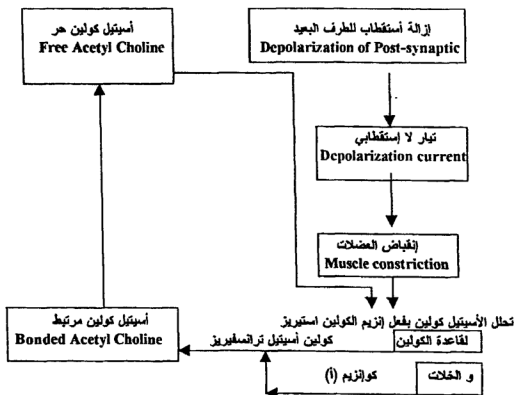 أسيتيل كولين حر
Free Acetyl Choline
إزالة أستقطاب للطرف البعيد
Depolarization of Post-synaptic
تيار لا إستقطابي
Depolarization current
إنقباض العضلات
Muscle constriction
تحلل الأسيتيل كولين بفعل إنزيم الكولين استيريز
لقاعدة الكولين
كولين أسيتيل ترانسفيريز
أسيتيل كولين مرتبط
Bonded Acetyl Choline
و الخلات
كوإنزيم (أ)